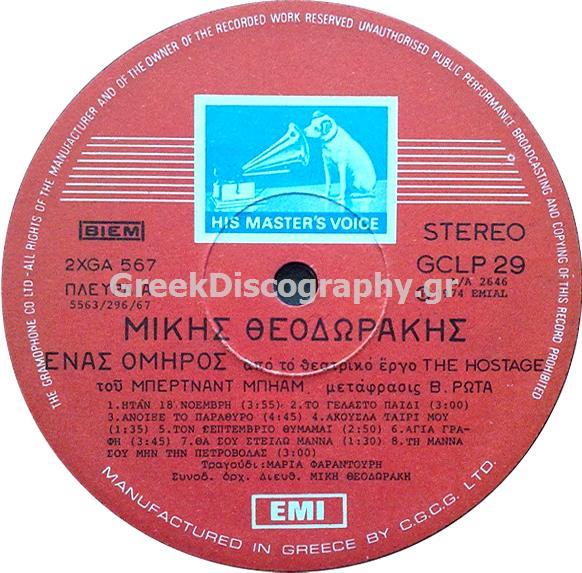 THE GRAMOPHONE CO LTD - ALL RIGHTS OF THE MANUFACTURER AND OF THE OWNER OF THE RECORDED WORK RESERVED UNAUTHORISED PUBLIC PERFORMANCE BROADCASTING AND COPYING OF THIS RECORD PROHIBITED
HIS MASTER'S VOICE
BIEM
STEREO
2XGA 567
GCLP 29
GreekDiscography.gr
2646
ΠΛΕΥΡΑ
1974 EMIAL
5563/296/67
ΜΙΚΗΣ ΘΕΟΔΩΡΑΚΗΣ
ΕΝΑΣ ΟΜΗΡΟΣ από τό θεατρικό έργο THE HOSTAGE
τοῦ ΜΠΕΡΤΝΑΝΤ ΜΠΗΑΜ, μετάφρασις Β. ΡΩΤΑ
1.ΗΤΑΝ 18 ΝΟΕΜΒΡΗ (3:55) 2.ΤΟ ΓΕΛΑΣΤΟ ΠΑΙΔΙ (3:00)
3.ΑΝΟΙΞΕ ΤΟ ΠΑΡΑΘΥΡΟ (4:45) 4.ΑΚΟΥΣΛΑ ΤΑΙΡΙ ΜΟΥ
(1:35) 5.ΤΟΝ ΣΕΠΤΕΜΒΡΙΟ ΘΥΜΑΜΑΙ (2:50) 6.ΑΓΙΑ ΓΡΑ-
ΦΗ (3:45) 7.ΘΑ ΣΟΥ ΣΤΕΙΛΩ ΜΑΝΝΑ (1:30) 8.ΤΗ ΜΑΝΝΑ
ΣΟΥ ΜΗΝ ΤΗΝ ΠΕΤΡΟΒΟΛΑΣ (3:00)
Τραγούδι:ΜΑΡΙΑ ΦΑΡΑΝΤΟΥΡΗ
Συνοδ. όρχ. Διευθ. ΜΙΚΗ ΘΕΟΔΩΡΑΚΗ
EMI
MANUFACTURED IN GREECE BY C.G.C.G. LTD.